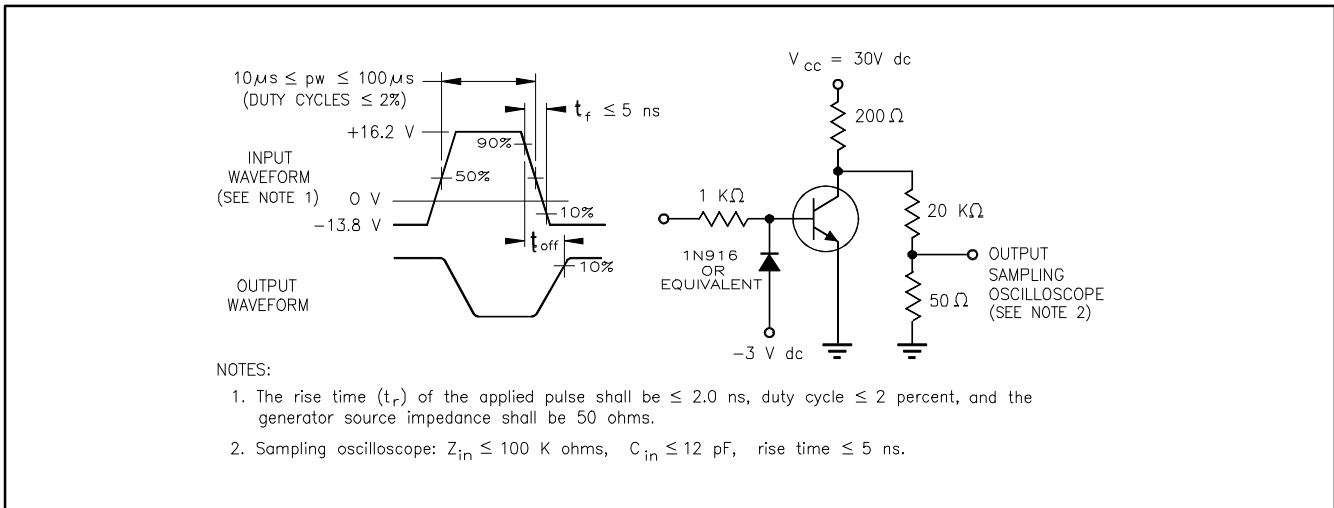 10μs ≤ pw ≤ 100μs
(DUTY CYCLES ≤ 2%)
t_f ≤ 5 ns
+16.2 V
90%
INPUT
WAVEFORM
(SEE NOTE 1)
50%
0 V
10%
-13.8 V
t_off
10%
OUTPUT
WAVEFORM
V_cc = 30V dc
200 Ω
1 KΩ
20 KΩ
1N916
OR
EQUIVALENT
OUTPUT
SAMPLING
OSCILLOSCOPE
(SEE NOTE 2)
50 Ω
-3 V dc
NOTES:
1. The rise time (t_r) of the applied pulse shall be ≤ 2.0 ns, duty cycle ≤ 2 percent, and the
generator source impedance shall be 50 ohms.
2. Sampling oscilloscope: Z_in ≤ 100 K ohms, C_in ≤ 12 pF, rise time ≤ 5 ns.